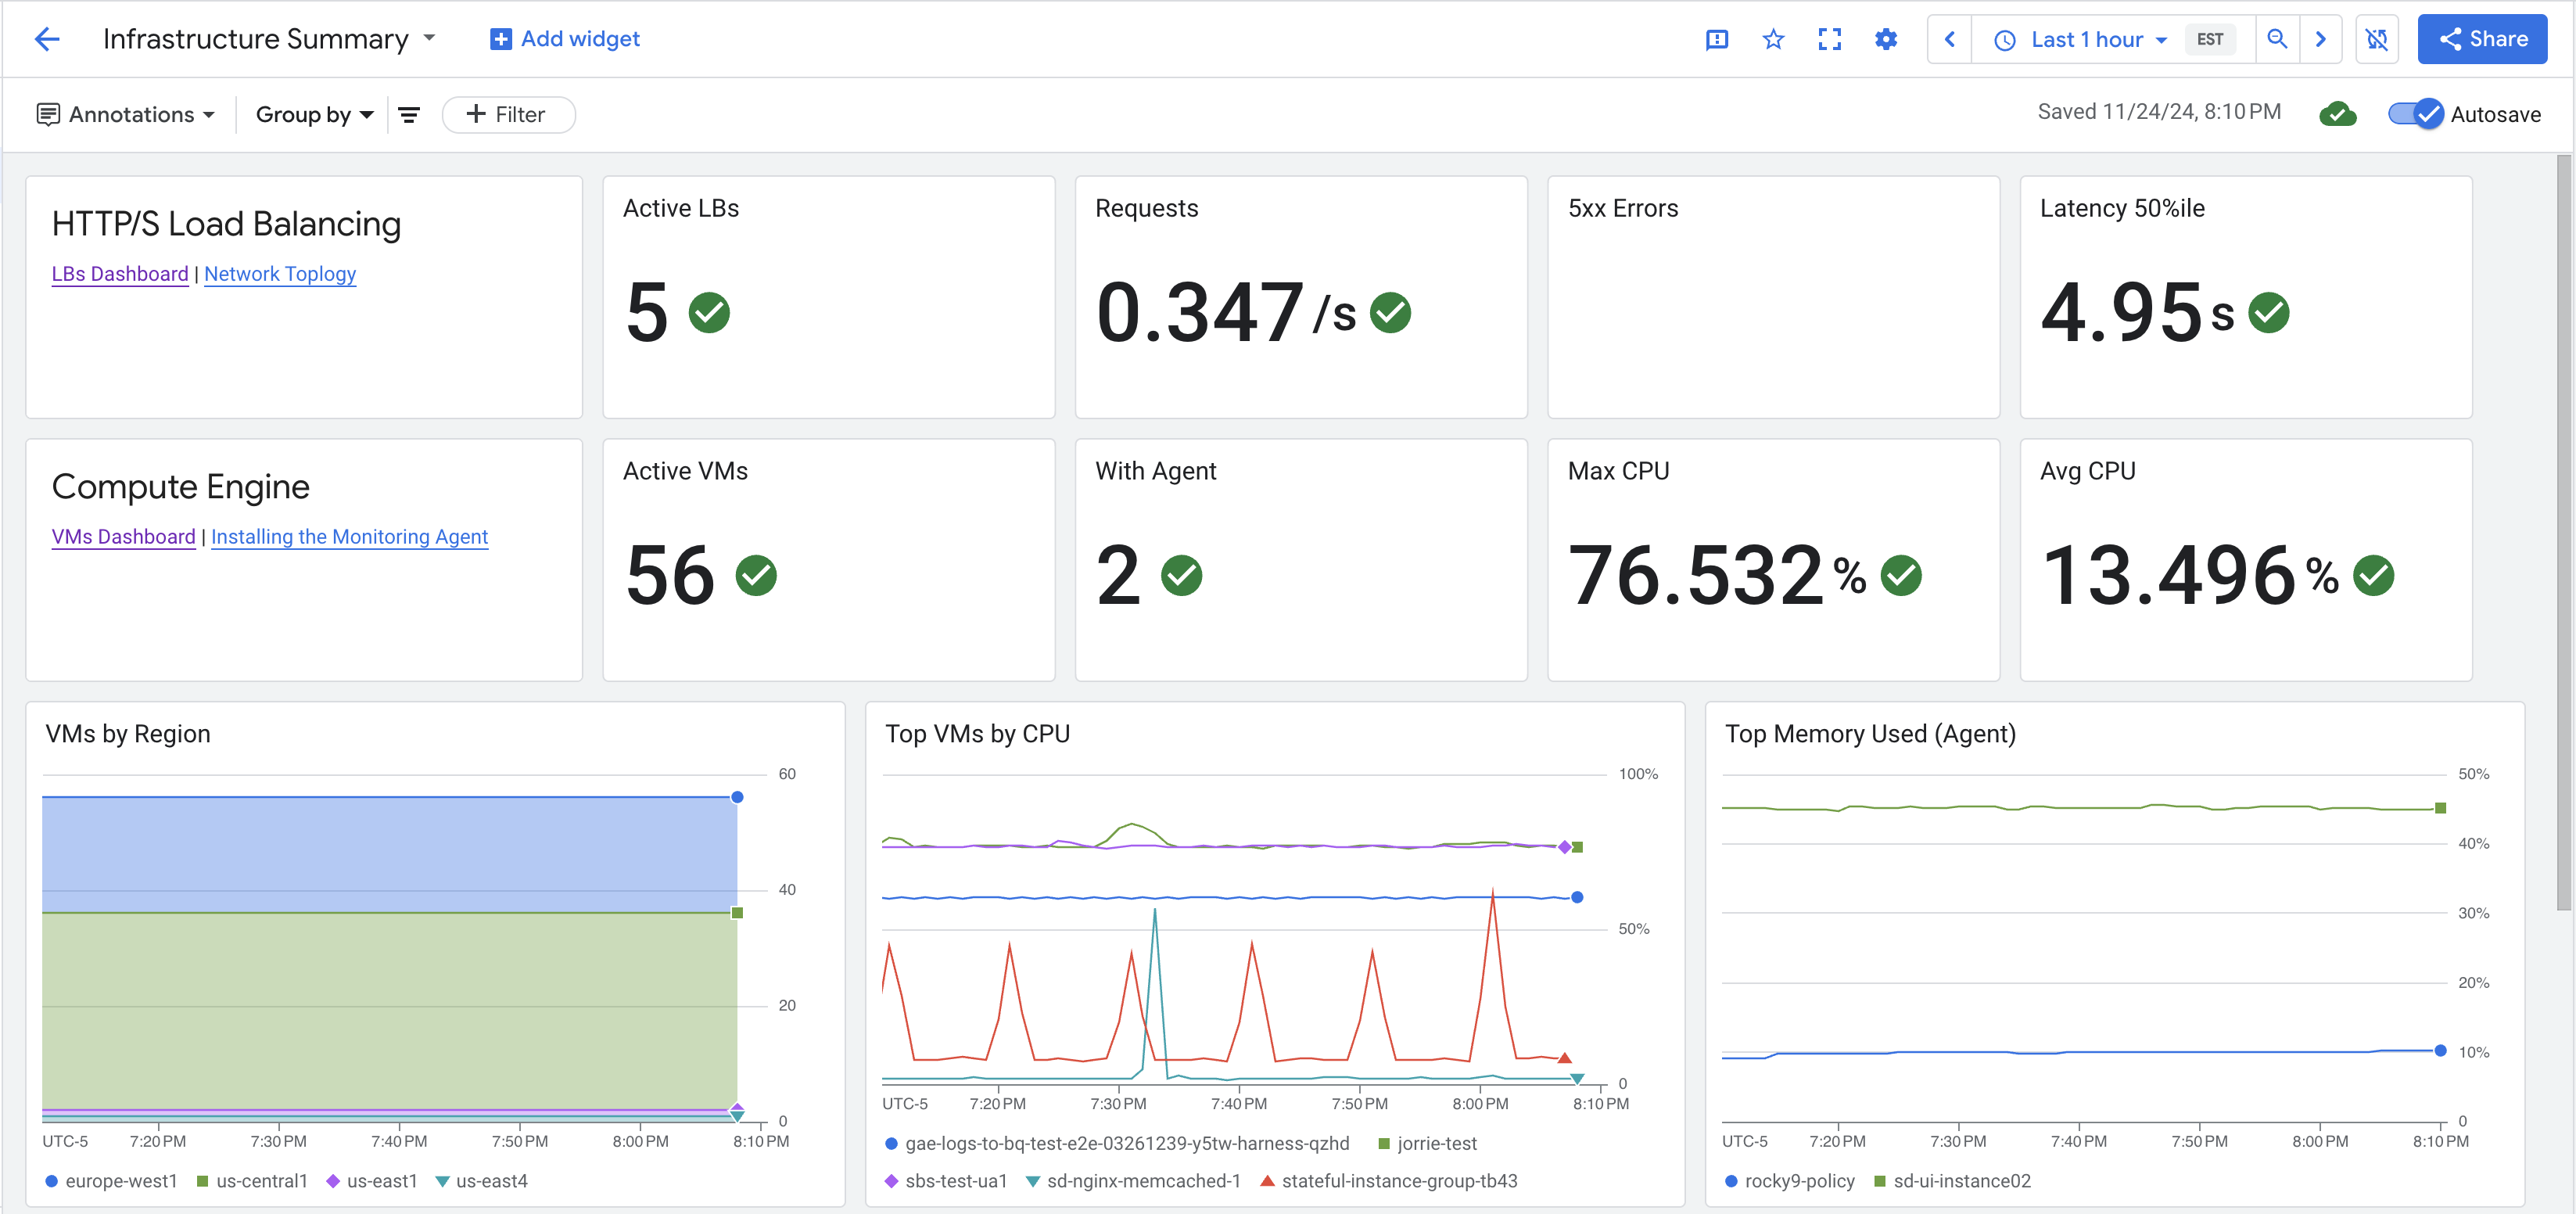 Infrastructure Summary
Add widget
Last 1 hour
EST
Share
Annotations
Group by
Filter
Saved 11/24/24, 8:10 PM
Autosave
HTTP/S Load Balancing
LBs Dashboard | Network Toplogy
Active LBs
5
Requests
0.347 /s
5xx Errors
Latency 50%ile
4.95 s
Compute Engine
VMs Dashboard | Installing the Monitoring Agent
Active VMs
56
With Agent
2
Max CPU
76.532 %
Avg CPU
13.496 %
VMs by Region
60
40
20
0
UTC-5 7:20 PM 7:30 PM 7:40 PM 7:50 PM 8:00 PM 8:10 PM
europe-west1 us-central1 us-east1 us-east4
Top VMs by CPU
100%
50%
0
UTC-5 7:20 PM 7:30 PM 7:40 PM 7:50 PM 8:00 PM 8:10 PM
gae-logs-to-bq-test-e2e-03261239-y5tw-harness-qzhd jorrie-test
sbs-test-ua1 sd-nginx-memcached-1 stateful-instance-group-tb43
Top Memory Used (Agent)
50%
40%
30%
20%
10%
0
UTC-5 7:20 PM 7:30 PM 7:40 PM 7:50 PM 8:00 PM 8:10 PM
rocky9-policy sd-ui-instance02